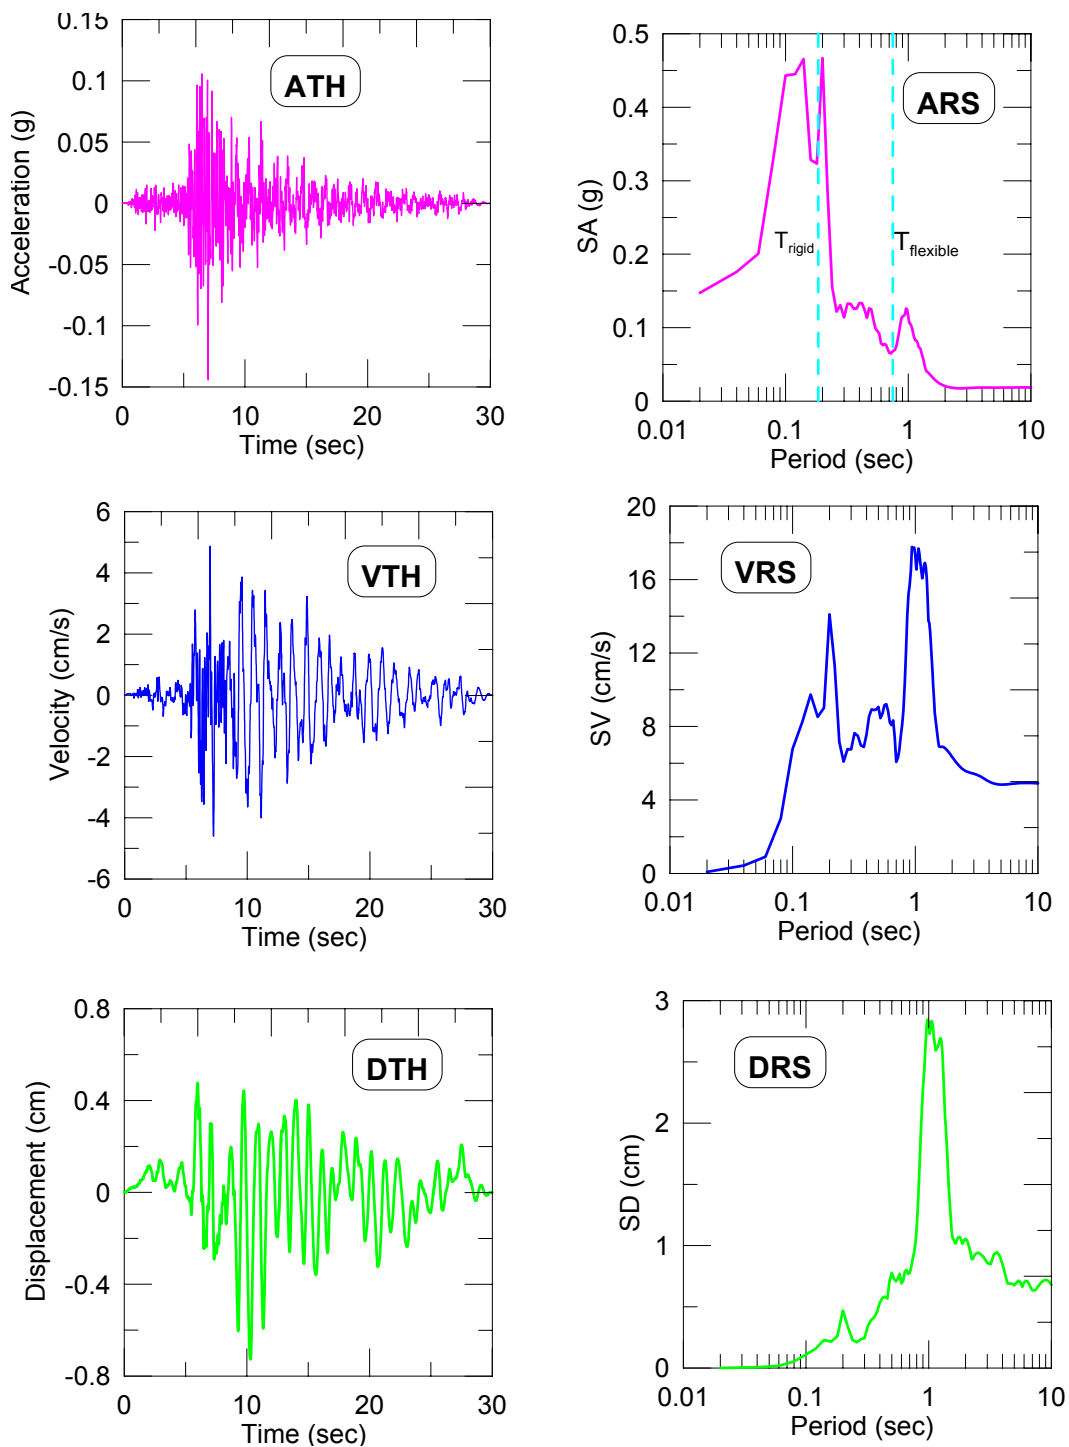 0.15
0.1
0.05
0
-0.05
-0.1
-0.15
Acceleration (g)
ATH
0 10 20 30
Time (sec)
0.5
0.4
0.3
0.2
0.1
0
SA (g)
ARS
Trigid
Tflexible
0.01 0.1 1 10
Period (sec)
6
4
2
0
-2
-4
-6
Velocity (cm/s)
VTH
0 10 20 30
Time (sec)
20
16
12
8
4
0
SV (cm/s)
VRS
0.01 0.1 1 10
Period (sec)
0.8
0.4
0
-0.4
-0.8
Displacement (cm)
DTH
0 10 20 30
Time (sec)
3
2
1
0
SD (cm)
DRS
0.01 0.1 1 10
Period (sec)